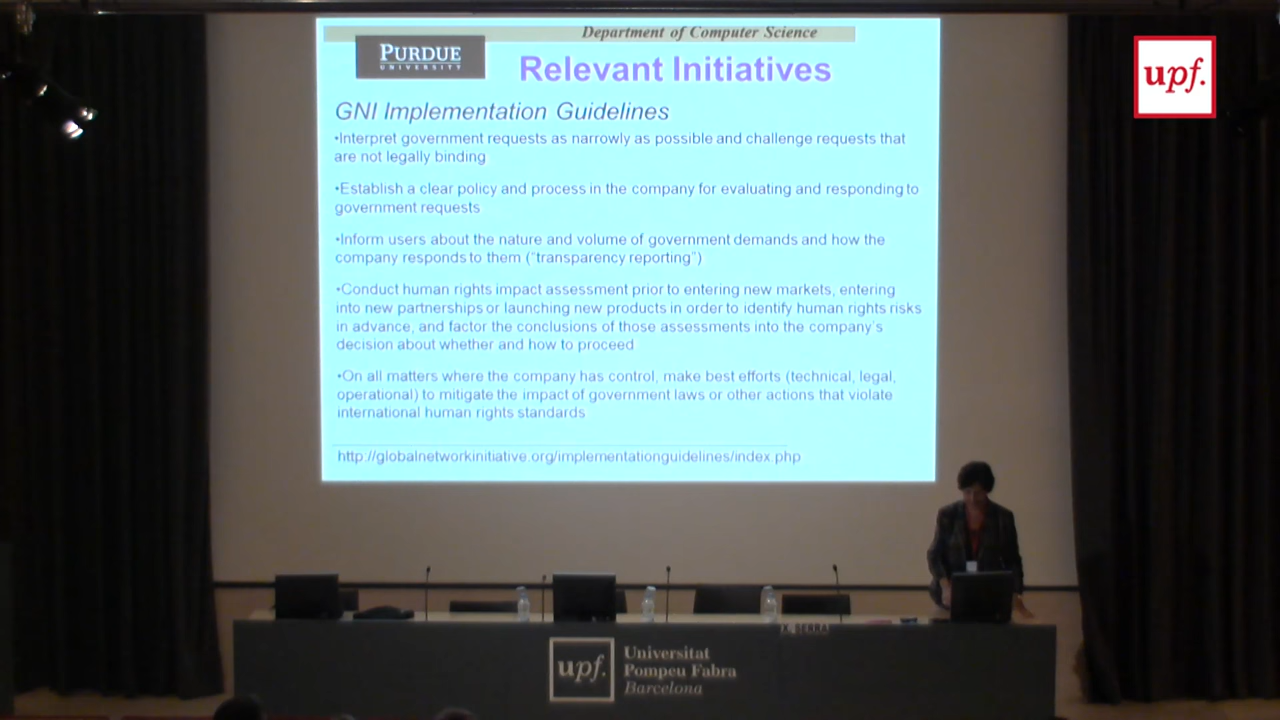 Department of Computer Science
PURDUE
UNIVERSITY
Relevant Initiatives
upf.
GNI Implementation Guidelines
•Interpret government requests as narrowly as possible and challenge requests that
are not legally binding
•Establish a clear policy and process in the company for evaluating and responding to
government requests
•Inform users about the nature and volume of government demands and how the
company responds to them ("transparency reporting")
•Conduct human rights impact assessment prior to entering new markets, entering
into new partnerships or launching new products in order to identify human rights risks
in advance, and factor the conclusions of those assessments into the company's
decision about whether and how to proceed
•On all matters where the company has control, make best efforts (technical, legal,
operational) to mitigate the impact of government laws or other actions that violate
international human rights standards
http://globalnetworkinitiative.org/implementationguidelines/index.php
X. SERRA
upf.
Universitat
Pompeu Fabra
Barcelona